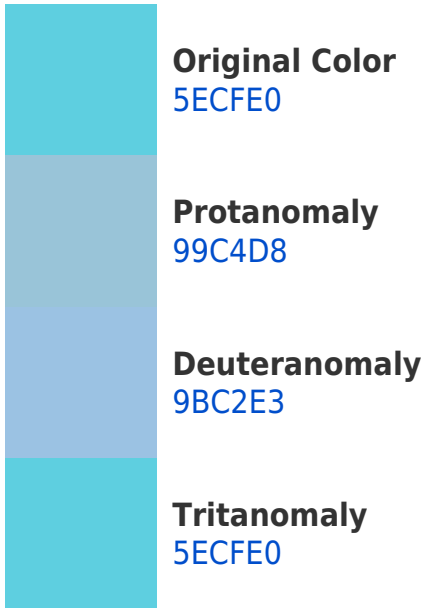 Original Color
5ECFE0
Protanomaly
99C4D8
Deuteranomaly
9BC2E3
Tritanomaly
5ECFE0